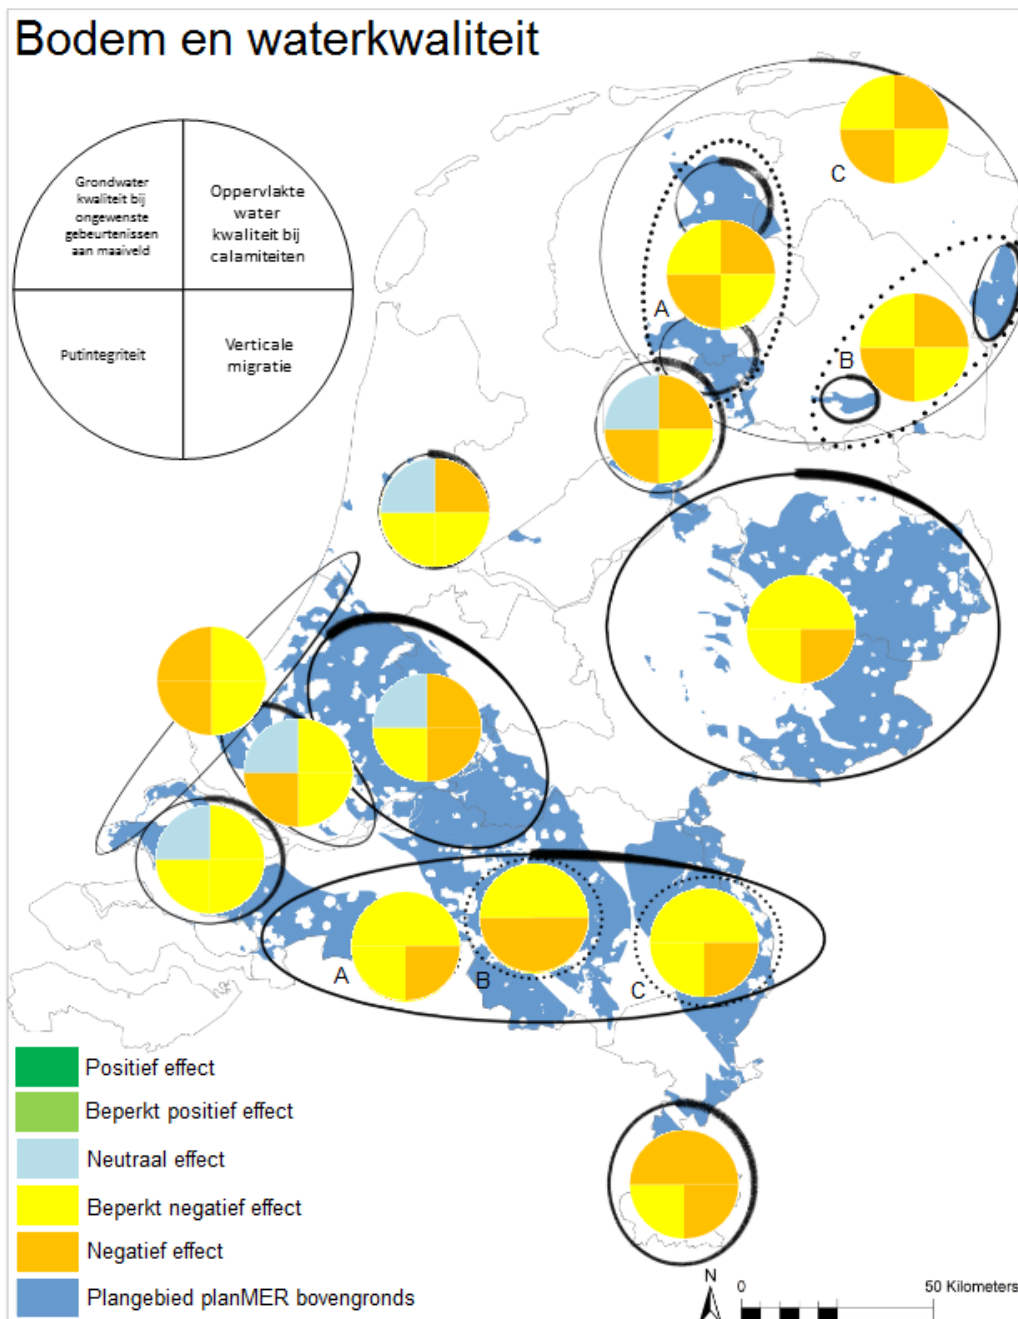 Bodem en waterkwaliteit
Grondwater
kwaliteit bij
ongewenste
gebeurtenissen
aan maaiveld
Oppervlakte
water
kwaliteit bij
calamiteiten
Putintegriteit
Verticale
migratie
C
A
B
A
B
C
Positief effect
Beperkt positief effect
Neutraal effect
Beperkt negatief effect
Negatief effect
Plangebied planMER bovengronds
N
0
50 Kilometers